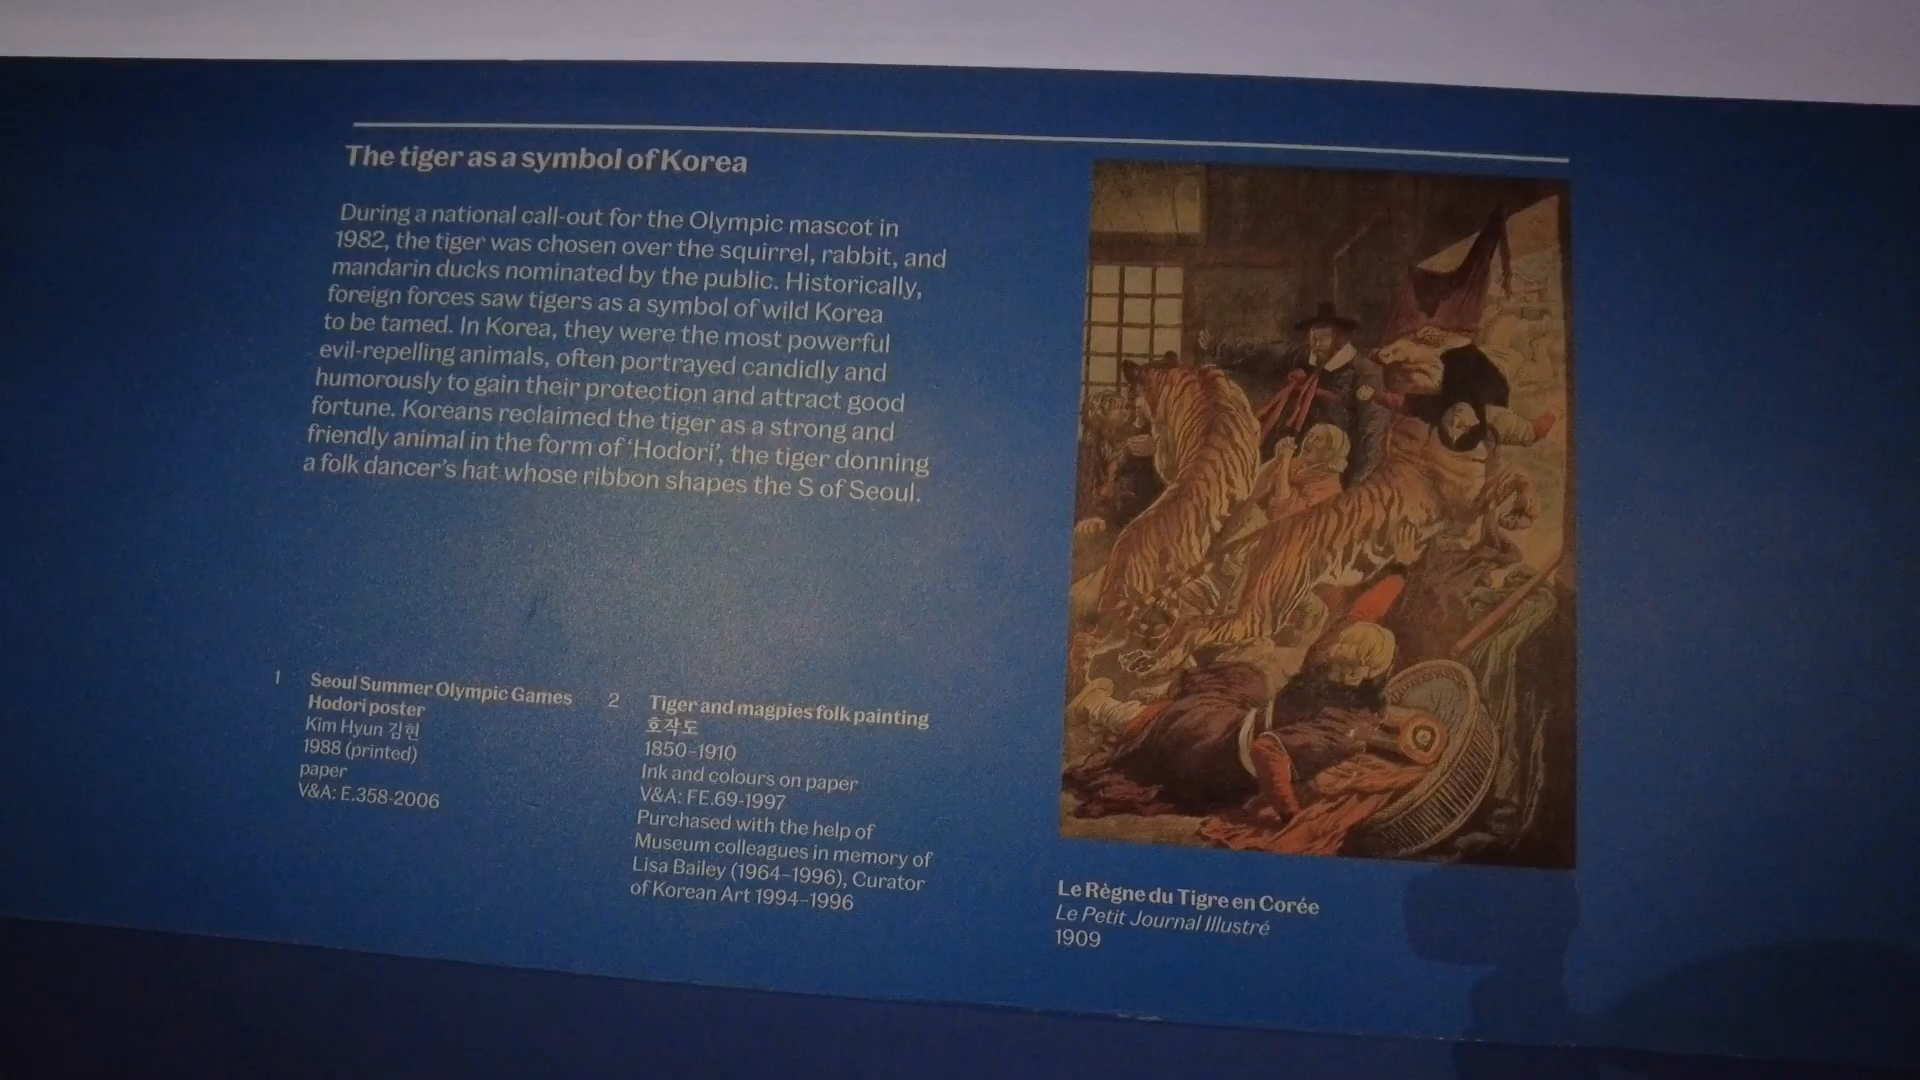 The tiger as a symbol of Korea
During a national call-out for the Olympic mascot in
1982, the tiger was chosen over the squirrel, rabbit, and
mandarin ducks nominated by the public. Historically,
foreign forces saw tigers as a symbol of wild Korea
to be tamed. In Korea, they were the most powerful
evil-repelling animals, often portrayed candidly and
humorously to gain their protection and attract good
fortune. Koreans reclaimed the tiger as a strong and
friendly animal in the form of ‘Hodori’, the tiger donning
a folk dancer’s hat whose ribbon shapes the S of Seoul.
1 Seoul Summer Olympic Games
Hodori poster
Kim Hyun 김현
1988 (printed)
paper
V&A: E.358-2006
2 Tiger and magpies folk painting
호작도
1850–1910
Ink and colours on paper
V&A: FE.69-1997
Purchased with the help of
Museum colleagues in memory of
Lisa Bailey (1964–1996), Curator
of Korean Art 1994–1996
Le Règne du Tigre en Corée
Le Petit Journal Illustré
1909